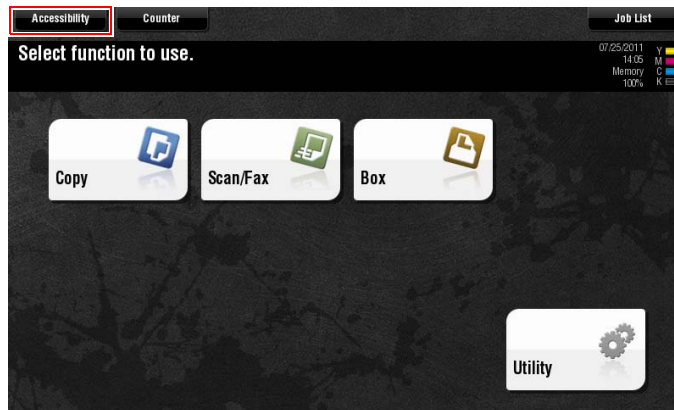 Accessibility Counter Job List
Select function to use.
07/25/2011
14:05
Memory
100%
Y
M
C
K
Copy Scan/Fax Box
Utility